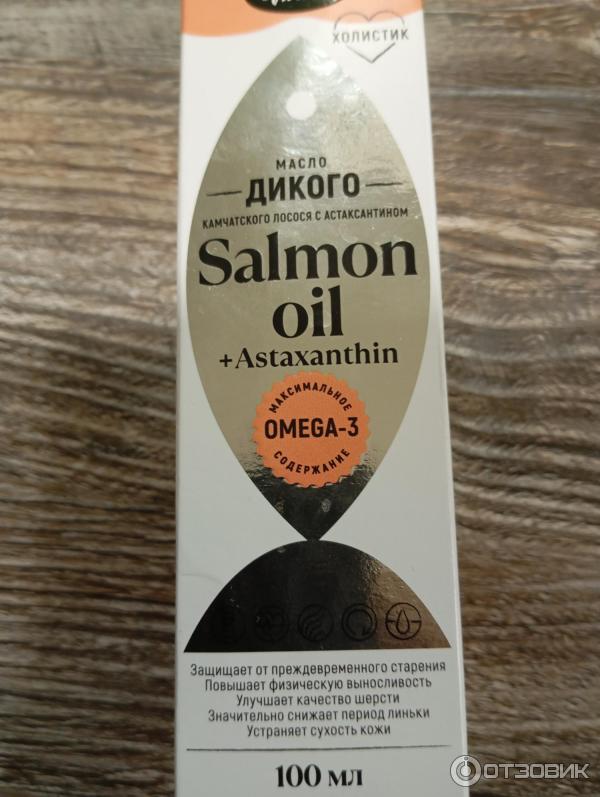 ХОЛИСТИК
МАСЛО
ДИКОГО
КАМЧАТСКОГО ЛОСОСЯ С АСТАКСАНТИНОМ
Salmon
oil
+Astaxanthin
МАКСИМАЛЬНОЕ
OMEGA-3
СОДЕРЖАНИЕ
Защищает от преждевременного старения
Повышает физическую выносливость
Улучшает качество шерсти
Значительно снижает период линьки
Устраняет сухость кожи
100 мл
ОТЗОВИК